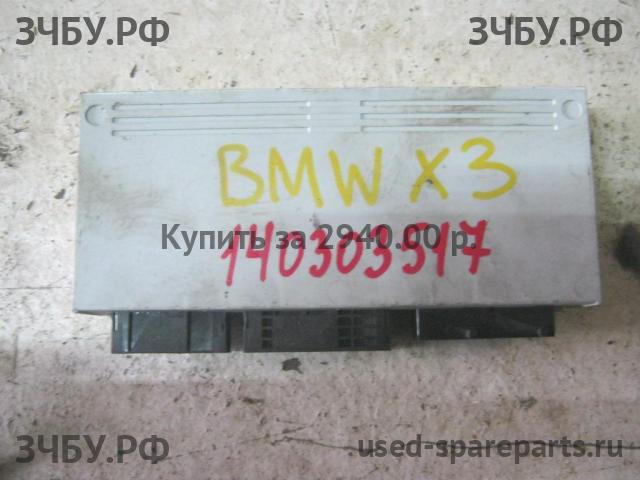 ЗЧБУ.РФ ЗЧБУ.РФ
BMW X3
Купить за 2940.00 р.
140303517
ЗЧБУ.РФ used-spareparts.ru